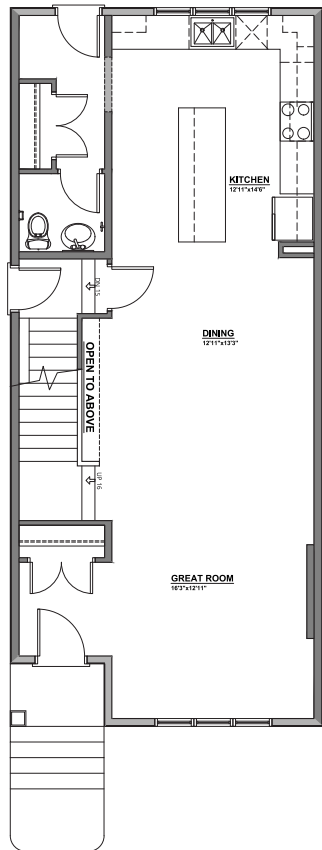 KITCHEN
12'11"x14'6"
DN 15
DINING
12'11"x13'3"
OPEN TO ABOVE
UP 16
GREAT ROOM
16'3"x12'11"